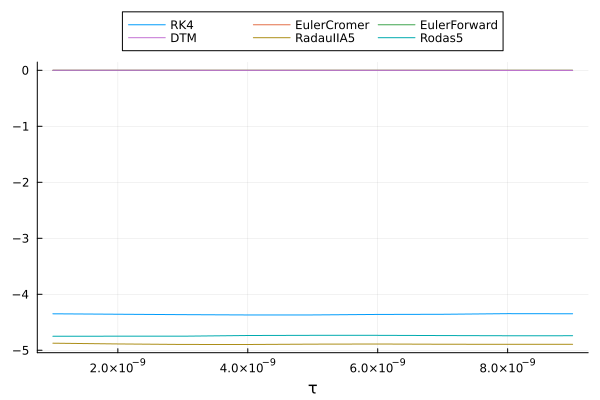 RK4 EulerCromer EulerForward
DTM RadauIIA5 Rodas5
0
−1
−2
−3
−4
−5
2.0×10⁻⁹ 4.0×10⁻⁹ 6.0×10⁻⁹ 8.0×10⁻⁹
τ